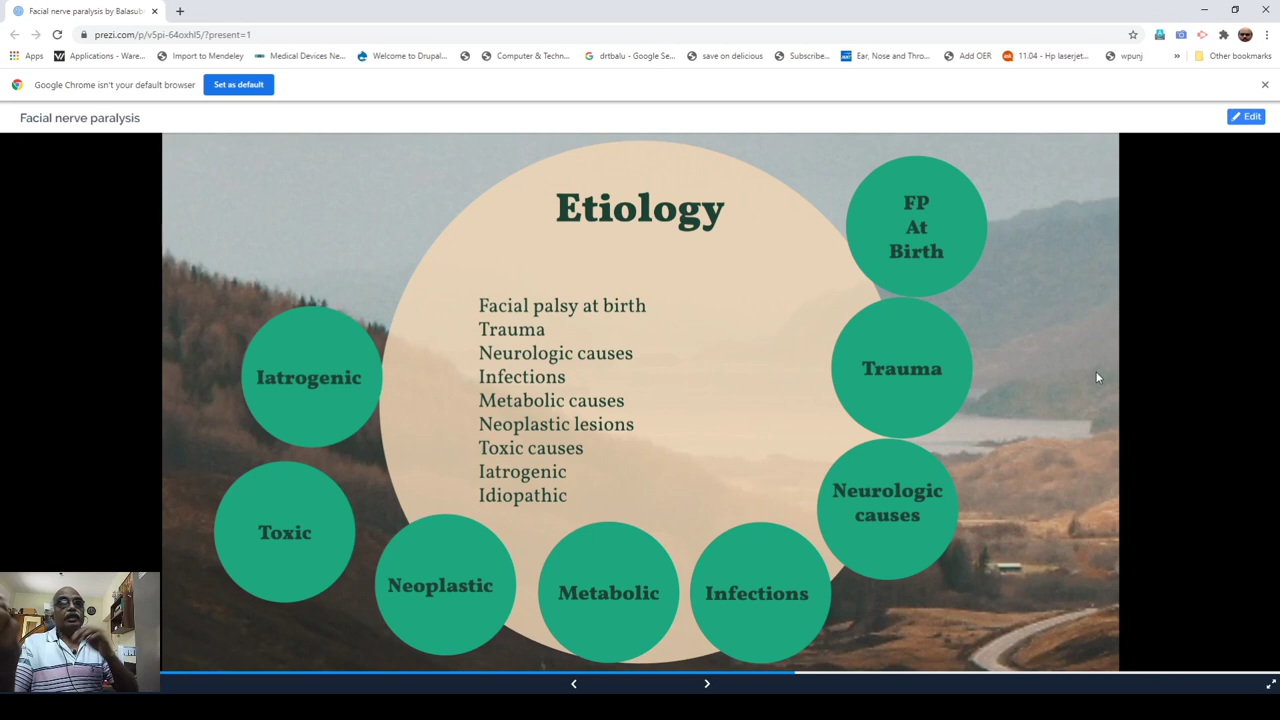 Facial nerve paralysis by Balasub
prezi.com/p/v5pi-64oxhl5/?present=1
Apps
Applications - Ware...
Import to Mendeley
Medical Devices Ne...
Welcome to Drupal...
Computer & Techn...
drtbalu - Google Se...
save on delicious
Subscribe...
Ear, Nose and Thro...
Add OER
11.04 - Hp laserjet...
wpunj
»
Other bookmarks
Google Chrome isn't your default browser
Set as default
Facial nerve paralysis
Edit
Etiology
FP
At
Birth
Facial palsy at birth
Trauma
Neurologic causes
Infections
Metabolic causes
Neoplastic lesions
Toxic causes
Iatrogenic
Idiopathic
Trauma
Neurologic
causes
Infections
Metabolic
Neoplastic
Toxic
Iatrogenic